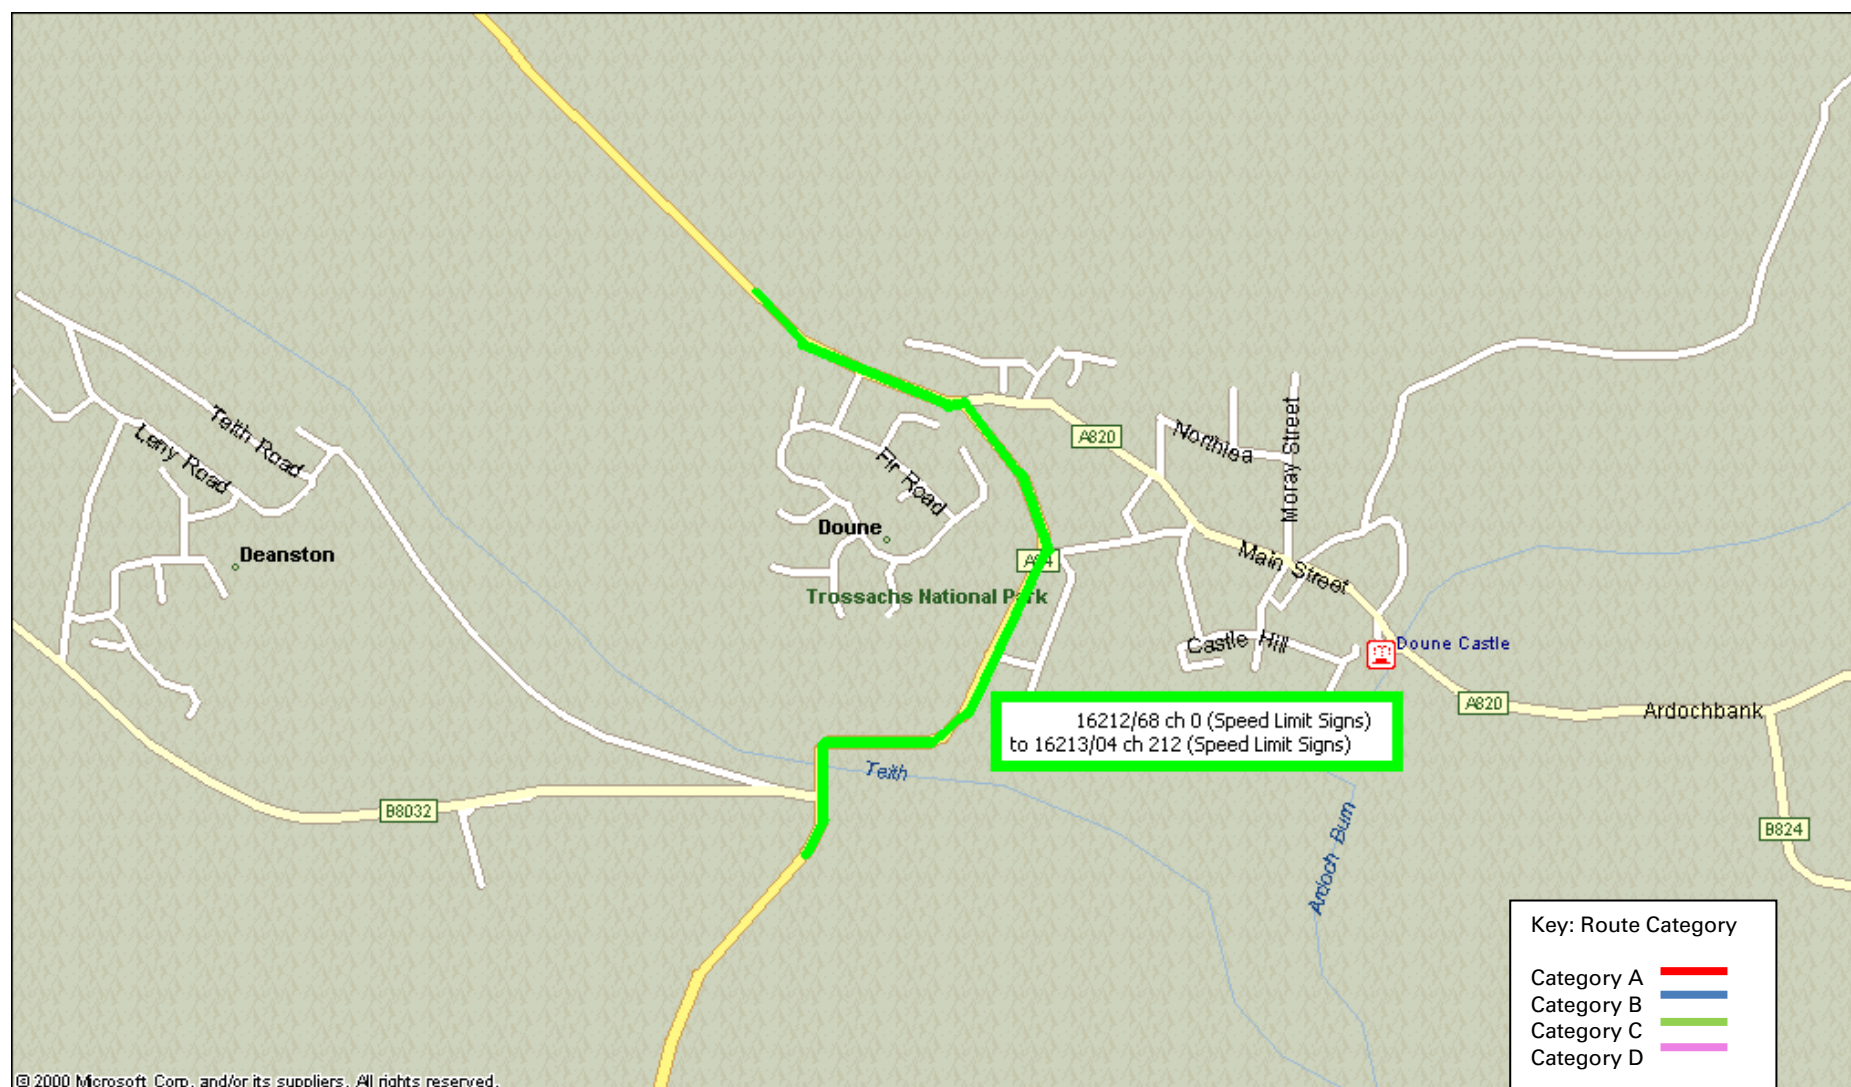 A820
Northlea
Moray Street
Teith Road
Leny Road
Fir Road
Doune
Deanston
A84
Main Street
Trossachs National Park
Castle Hill
Doune Castle
A820
Ardochbank
16212/68 ch 0 (Speed Limit Signs)
to 16213/04 ch 212 (Speed Limit Signs)
Teith
B8032
Ardoch Burn
B824
Key: Route Category
Category A
Category B
Category C
Category D
© 2000 Microsoft Corp. and/or its suppliers. All rights reserved.